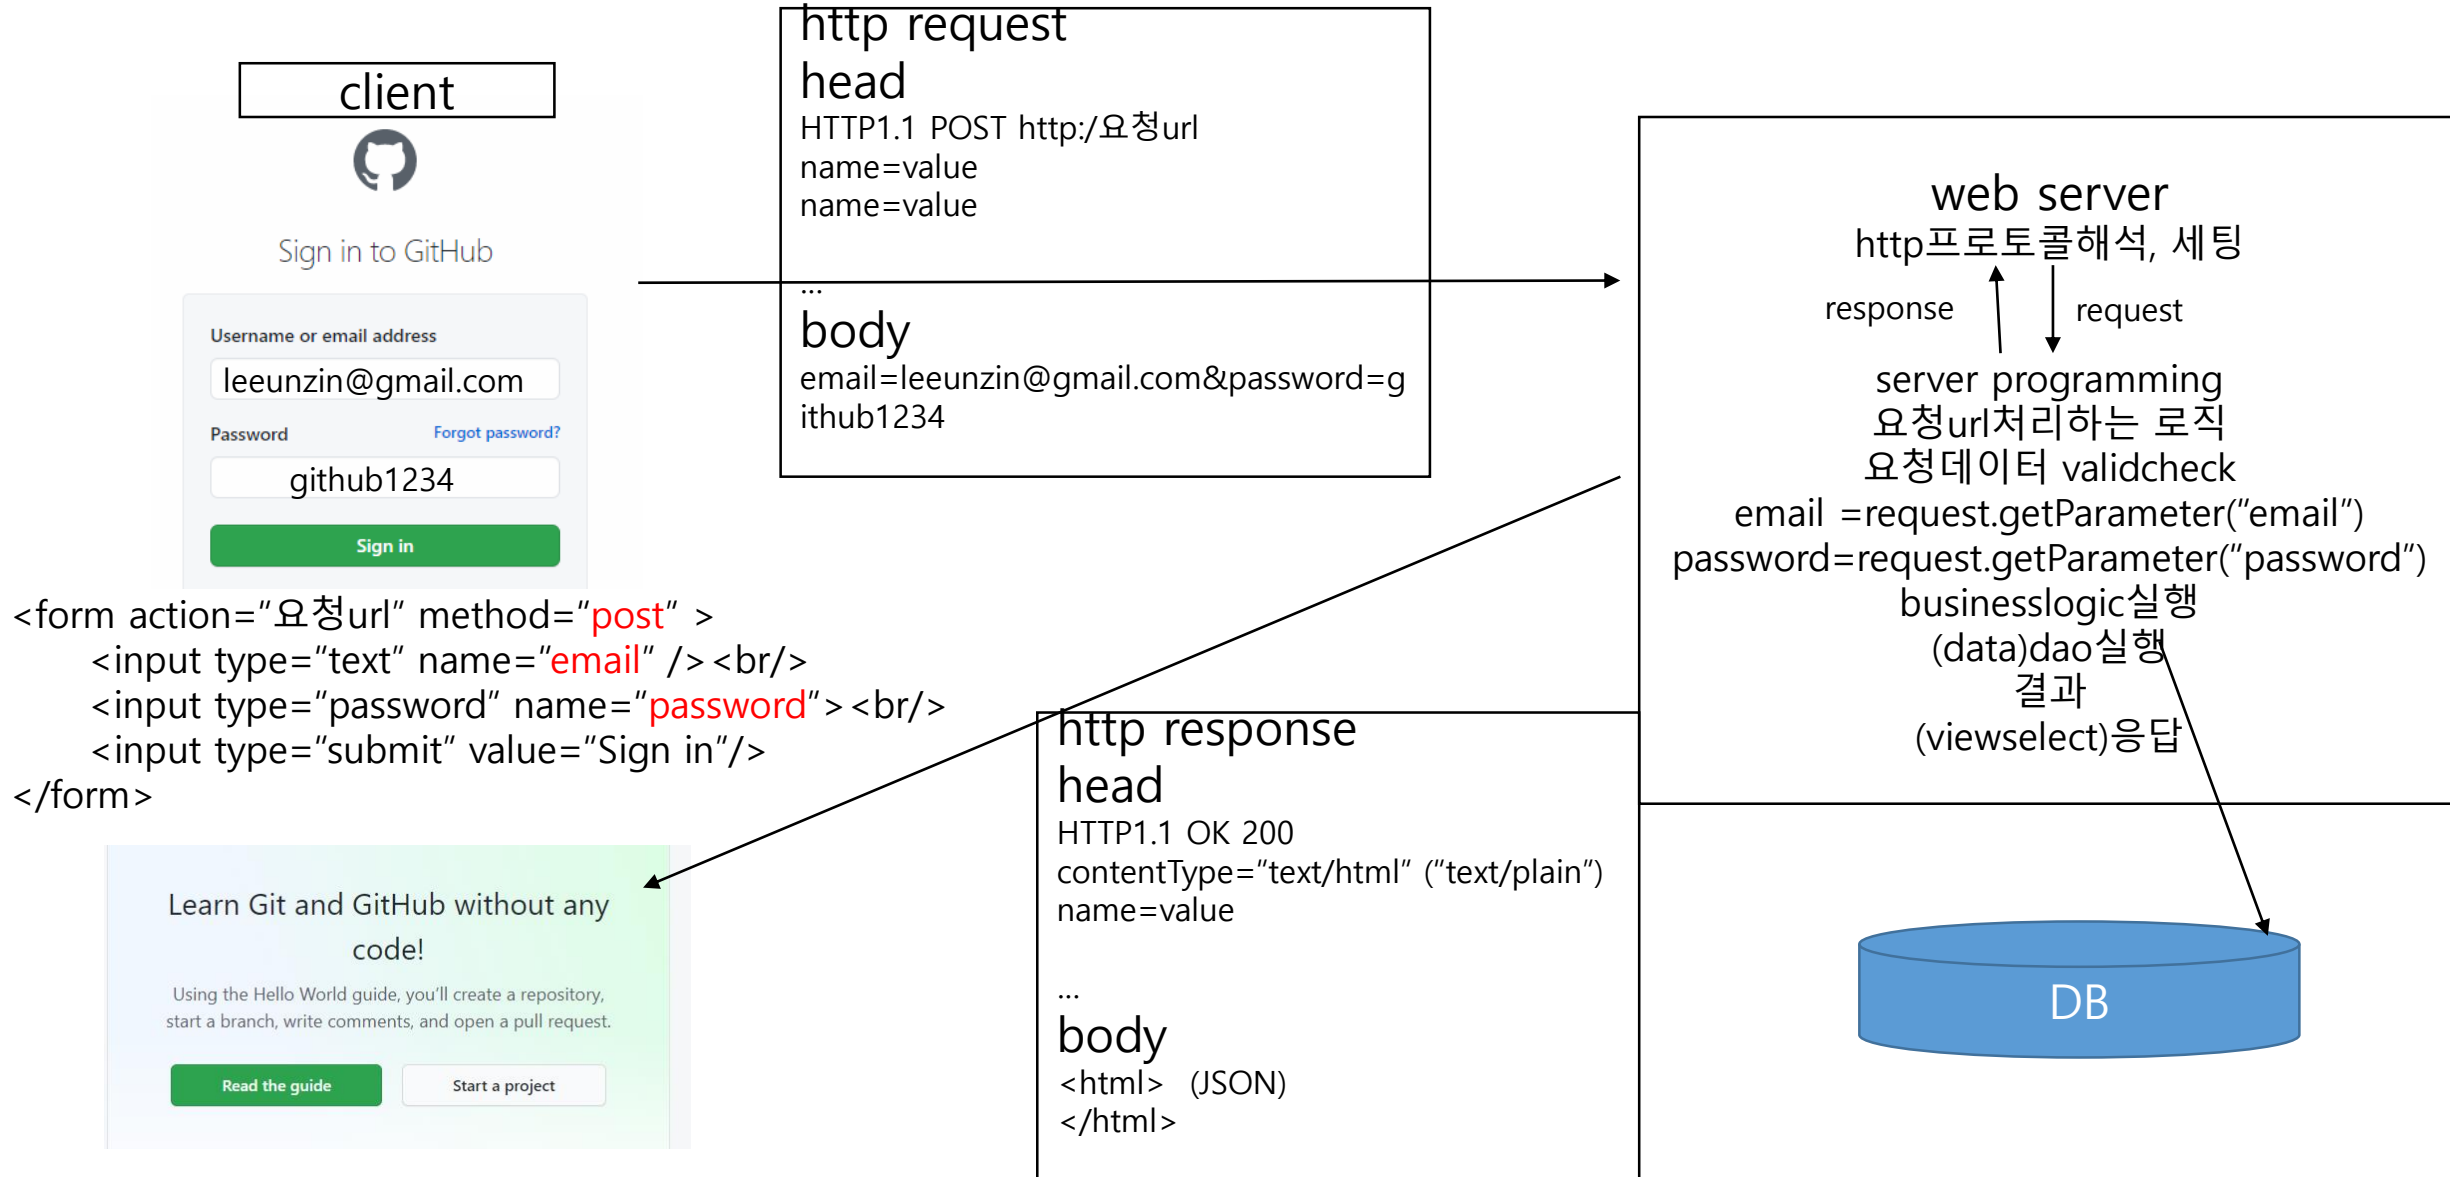 client
Sign in to GitHub
Username or email address
leeunzin@gmail.com
Password Forgot password?
github1234
Sign in
<form action="요청url" method="post" >
<input type="text" name="email" /><br/>
<input type="password" name="password"><br/>
<input type="submit" value="Sign in"/>
</form>
Learn Git and GitHub without any
code!
Using the Hello World guide, you'll create a repository,
start a branch, write comments, and open a pull request.
Read the guide Start a project
http request
head
HTTP1.1 POST http:/요청url
name=value
name=value
...
body
email=leeunzin@gmail.com&password=g
ithub1234
http response
head
HTTP1.1 OK 200
contentType="text/html" ("text/plain")
name=value
...
body
<html> (JSON)
</html>
web server
http프로토콜해석, 세팅
response request
server programming
요청url처리하는 로직
요청데이터 validcheck
email =request.getParameter("email")
password=request.getParameter("password")
businesslogic실행
(data)dao실행
결과
(viewselect)응답
DB